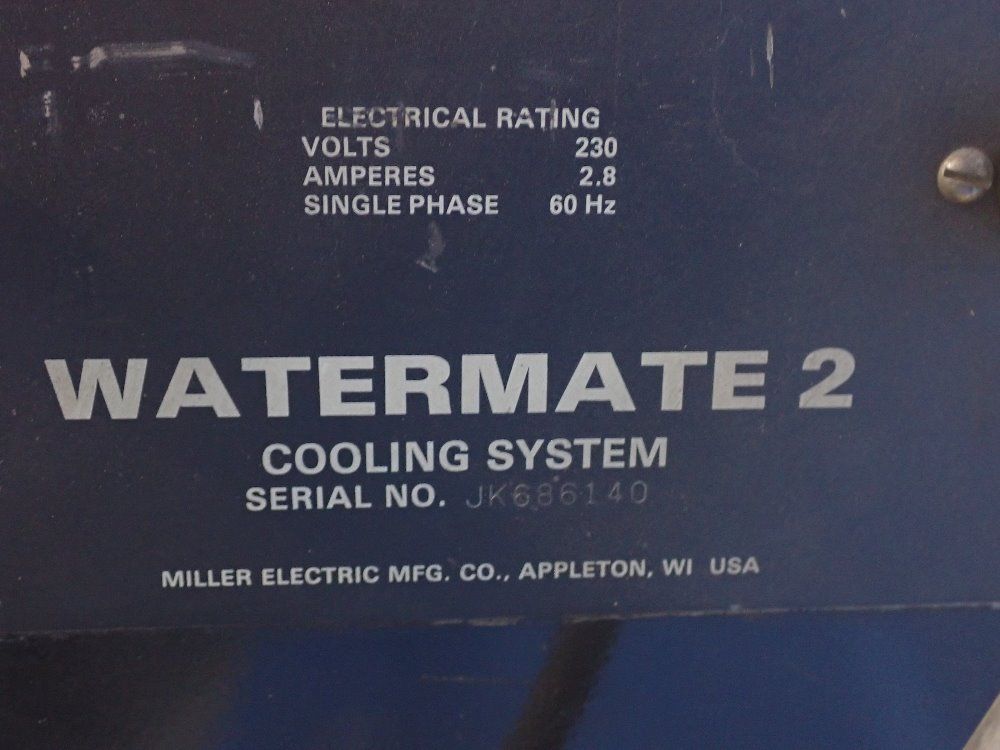 ELECTRICAL RATING
VOLTS 230
AMPERES 2.8
SINGLE PHASE 60 Hz
WATERMATE 2
COOLING SYSTEM
SERIAL NO. JK686140
MILLER ELECTRIC MFG. CO., APPLETON, WI USA